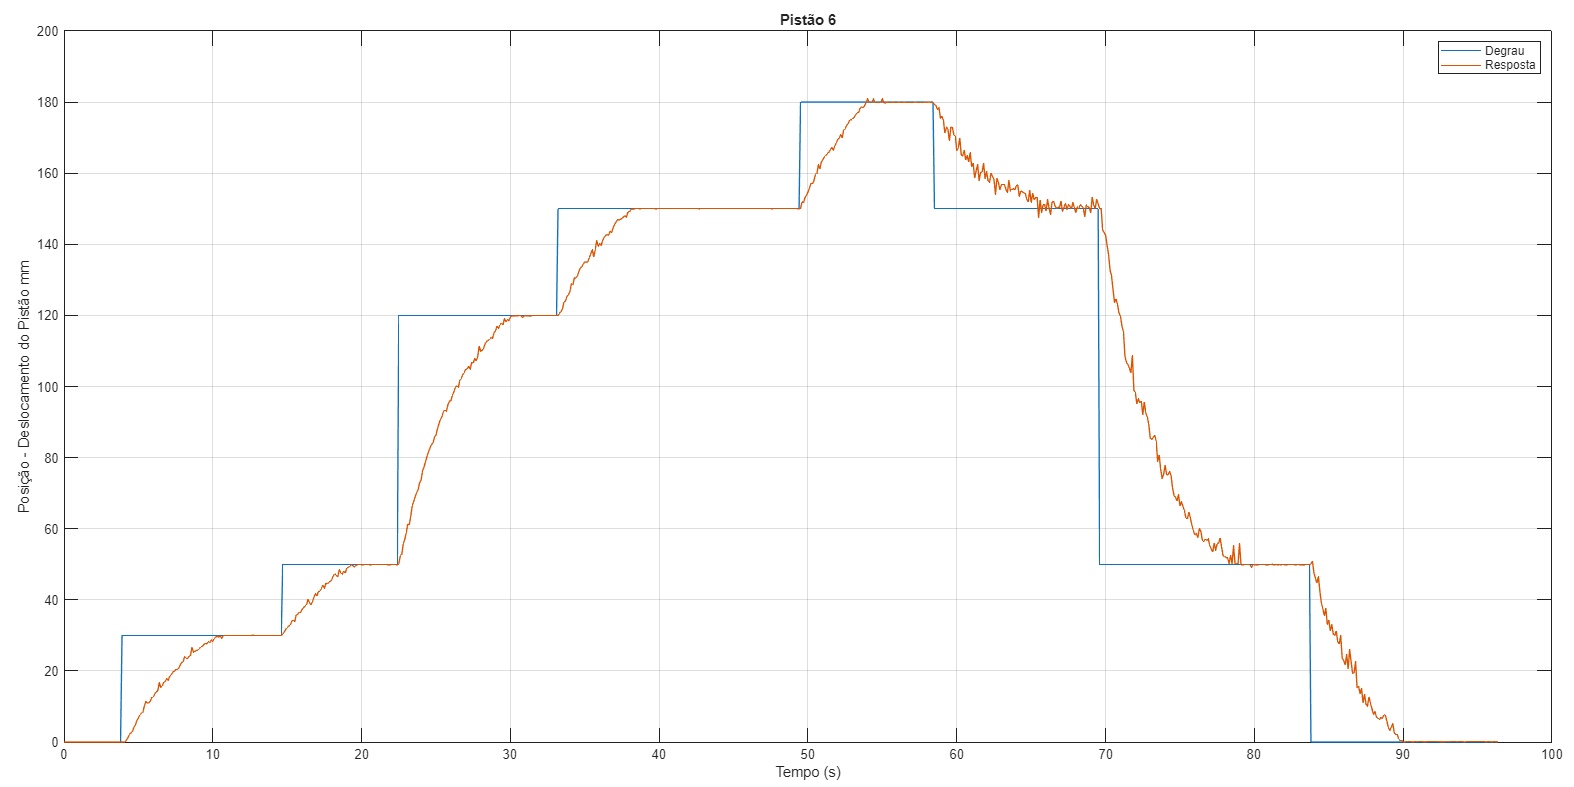 Pistão 6
Degrau
Resposta
Posição - Deslocamento do Pistão mm
200
180
160
140
120
100
80
60
40
20
0
0 10 20 30 40 50 60 70 80 90 100
Tempo (s)